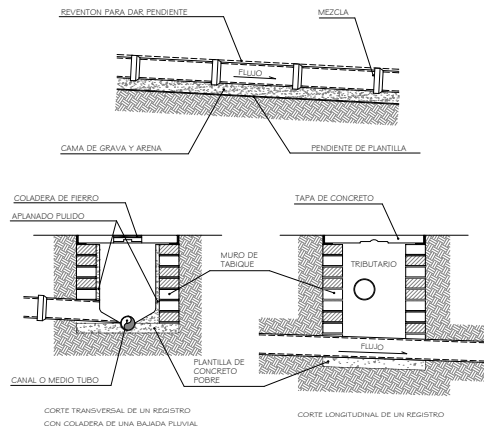 REVENTON PARA DAR PENDIENTE
MEZCLA
FLUJO
CAMA DE GRAVA Y ARENA
PENDIENTE DE PLANTILLA
COLADERA DE FIERRO
APLANADO PULIDO
TAPA DE CONCRETO
MURO DE
TABIQUE
TRIBUTARIO
FLUJO
PLANTILLA DE
CONCRETO
POBRE
CANAL O MEDIO TUBO
CORTE TRANSVERSAL DE UN REGISTRO
CON COLADERA DE UNA BAJADA PLUVIAL
CORTE LONGITUDINAL DE UN REGISTRO